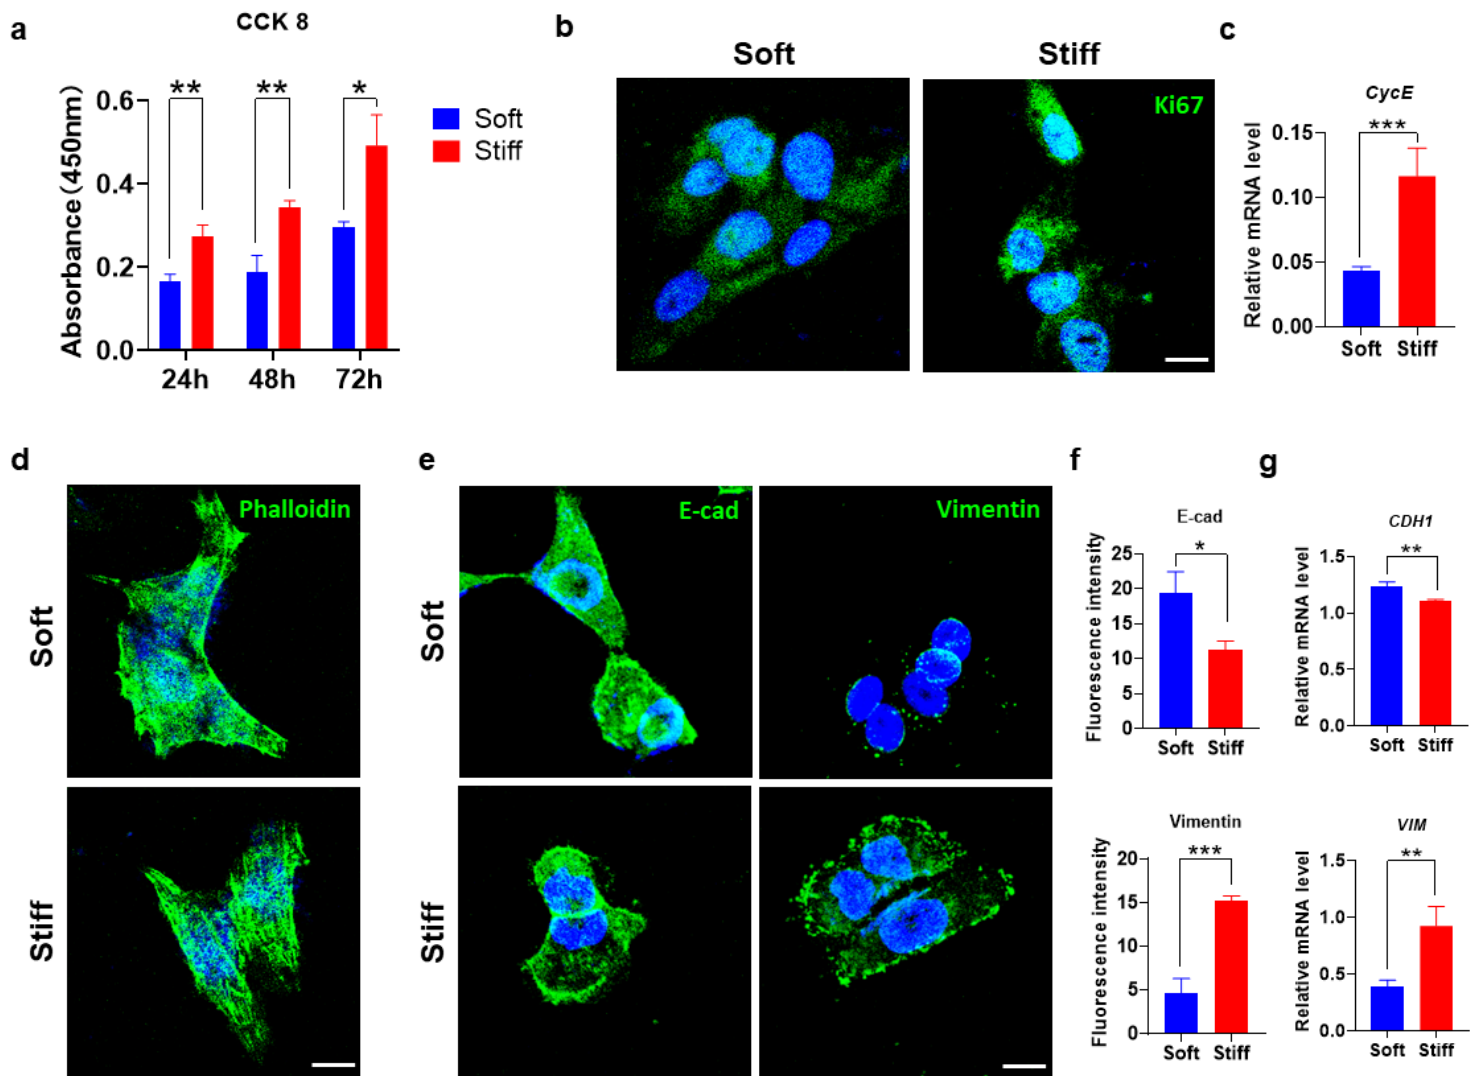 a
CCK 8
Absorbance (450nm)
0.6
0.4
0.2
0.0
** ** *
24h 48h 72h
Soft
Stiff
b
Soft Stiff
Ki67
c
CycE
Relative mRNA level
0.15
0.10
0.05
0.00
***
Soft Stiff
d
Soft
Phalloidin
Stiff
e
Soft
E-cad
Vimentin
Stiff
f
E-cad
Fluorescence intensity
25
20
15
10
5
0
*
Soft Stiff
Vimentin
Fluorescence intensity
20
15
10
5
0
***
Soft Stiff
g
CDH1
Relative mRNA level
1.5
1.0
0.5
0.0
**
Soft Stiff
VIM
Relative mRNA level
1.5
1.0
0.5
0.0
**
Soft Stiff